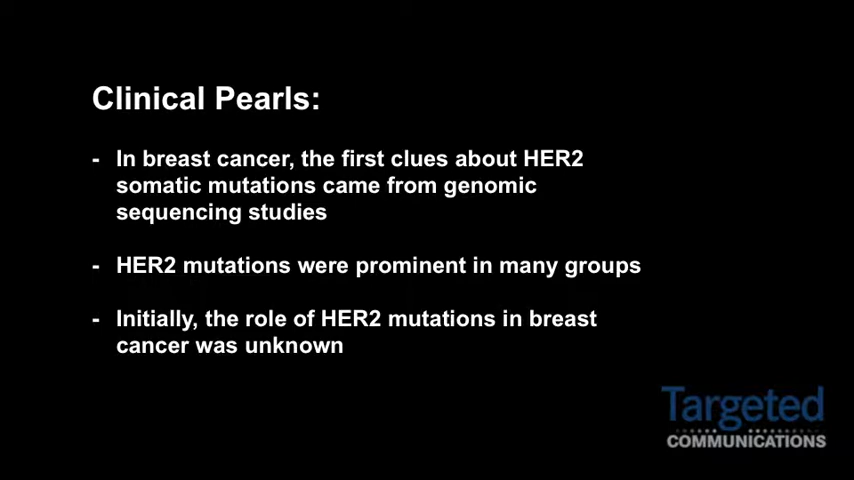 Clinical Pearls:
- In breast cancer, the first clues about HER2
somatic mutations came from genomic
sequencing studies
- HER2 mutations were prominent in many groups
- Initially, the role of HER2 mutations in breast
cancer was unknown
Targeted
COMMUNICATIONS